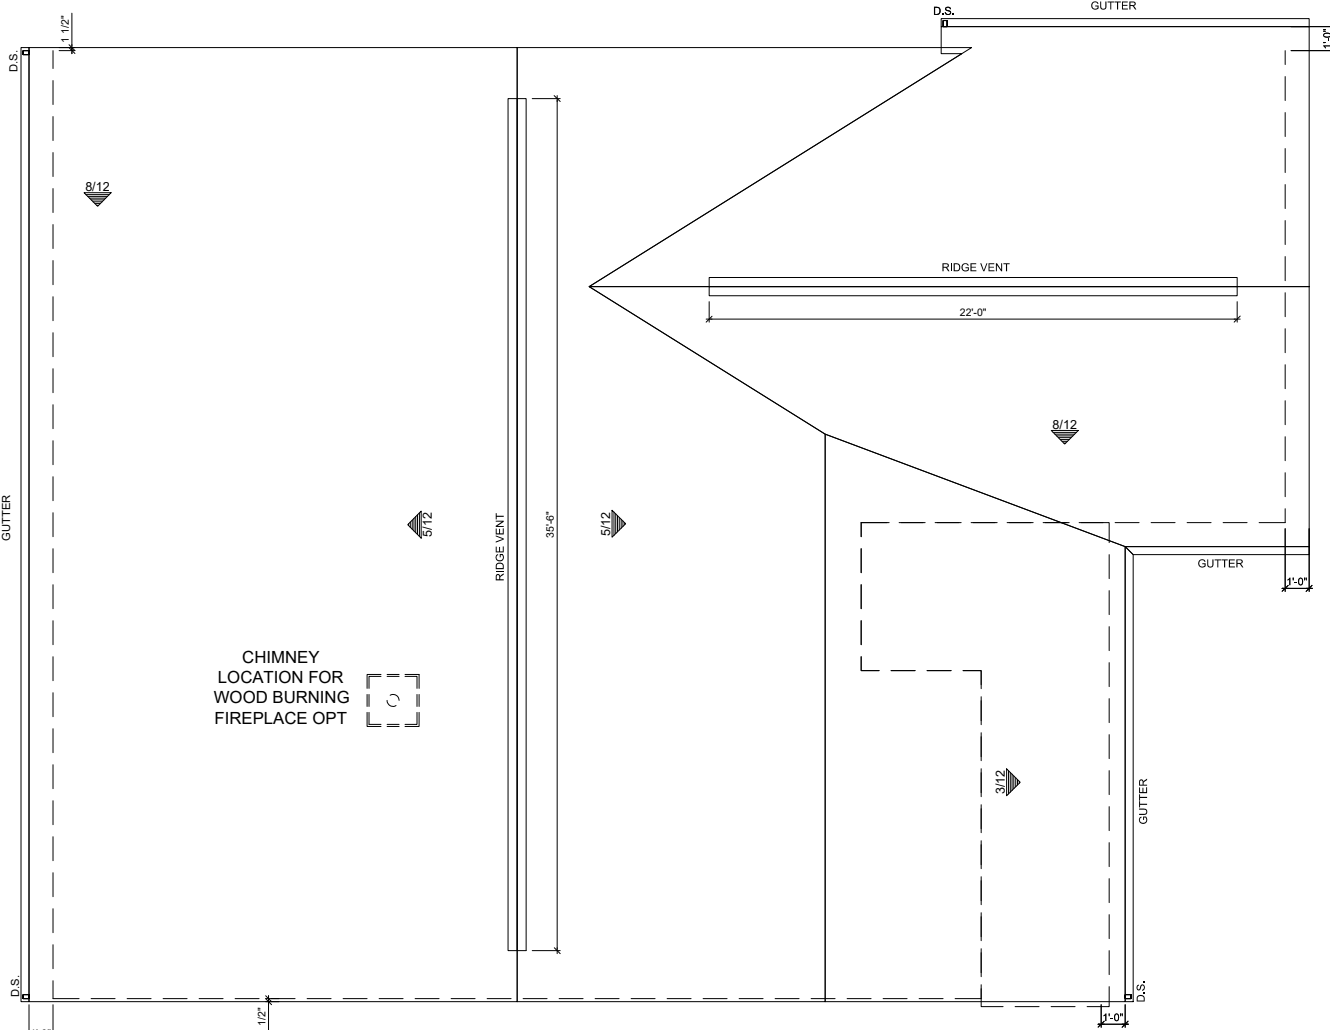 GUTTER
D.S.
1 1/2"
D.S.
1'-0"
8/12
RIDGE VENT
22'-0"
8/12
GUTTER
5/12
RIDGE VENT
35'-6"
5/12
GUTTER
1'-0"
CHIMNEY
LOCATION FOR
WOOD BURNING
FIREPLACE OPT
3/12
GUTTER
D.S.
D.S.
1/2"
1'-0"